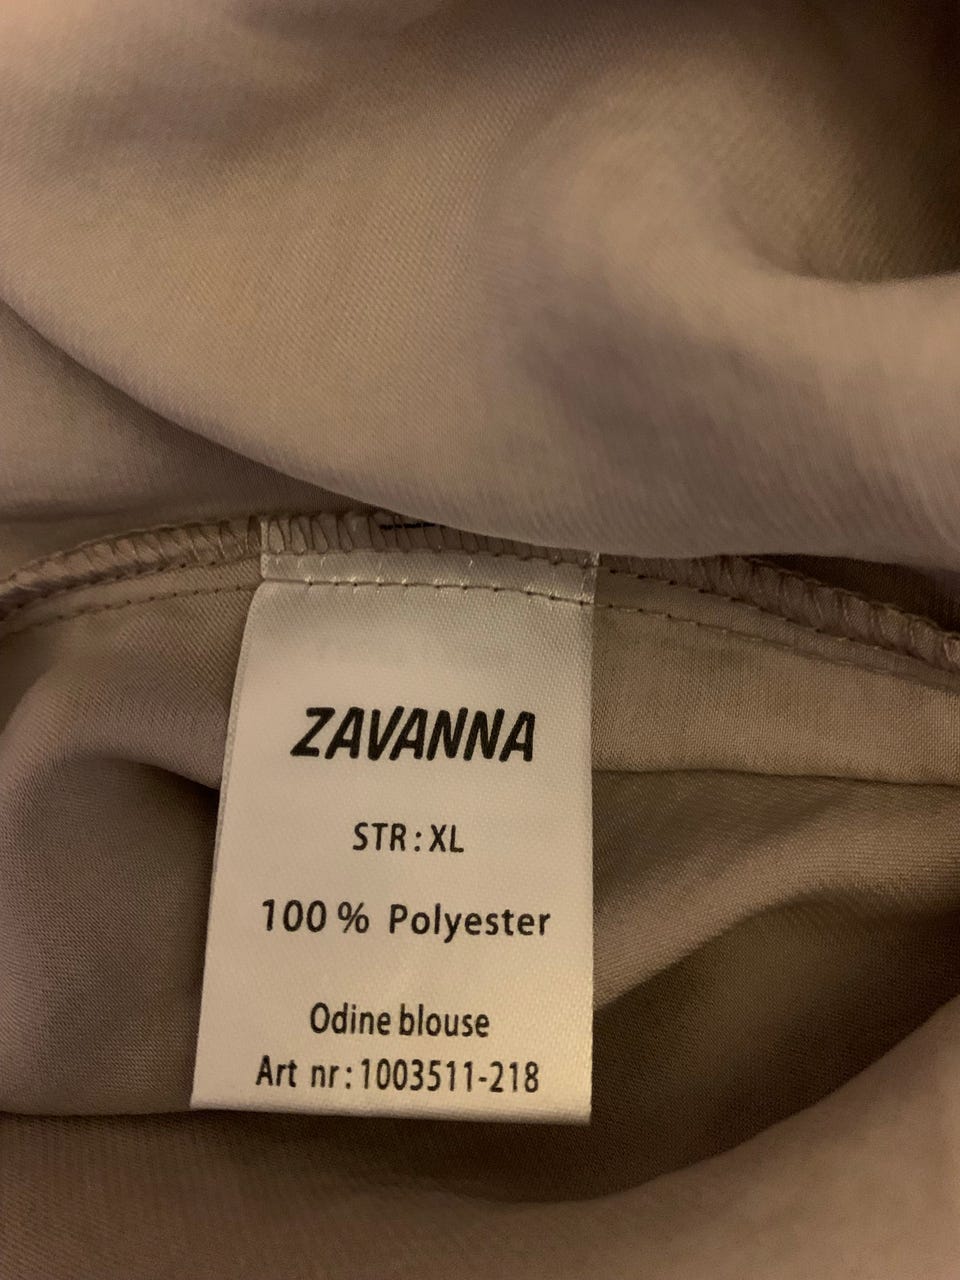 ZAVANNA
STR: XL
100 % Polyester
Odine blouse
Art nr: 1003511-218